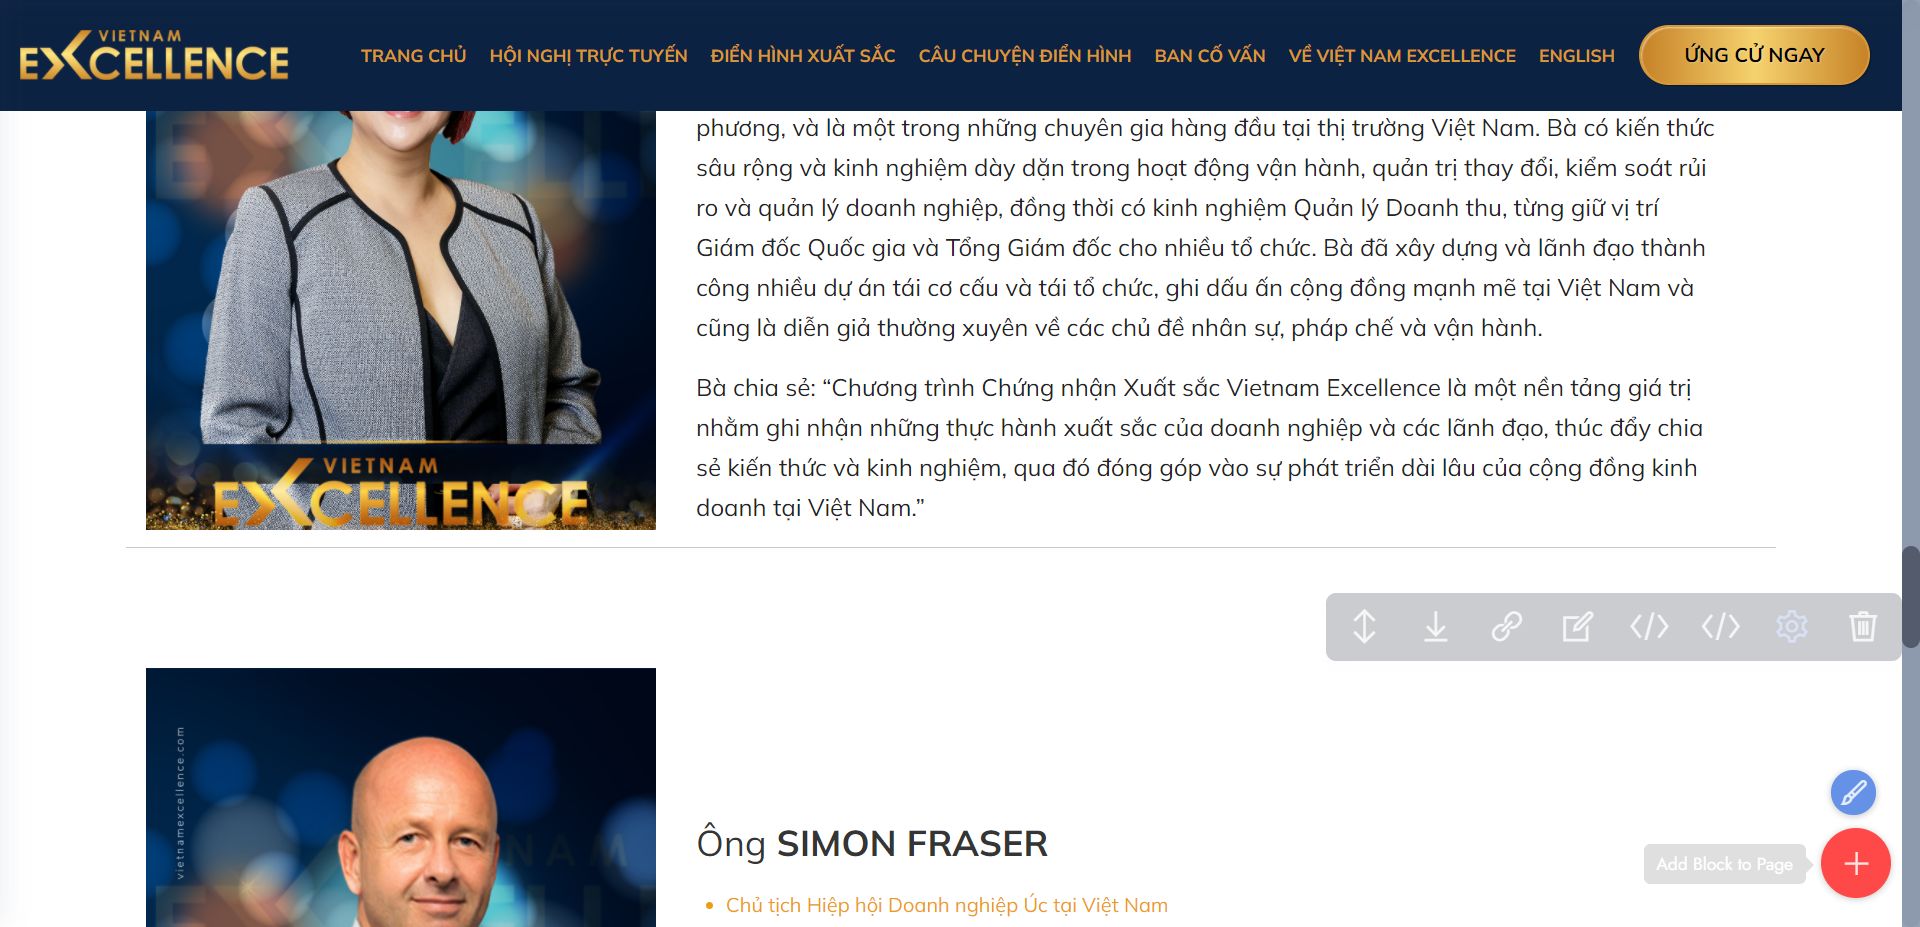 VIETNAM
EXCELLENCE
TRANG CHỦ
HỘI NGHỊ TRỰC TUYẾN
ĐIỂN HÌNH XUẤT SẮC
CÂU CHUYỆN ĐIỂN HÌNH
BAN CỐ VẤN
VỀ VIỆT NAM EXCELLENCE
ENGLISH
ỨNG CỬ NGAY
phương, và là một trong những chuyên gia hàng đầu tại thị trường Việt Nam. Bà có kiến thức
sâu rộng và kinh nghiệm dày dặn trong hoạt động vận hành, quản trị thay đổi, kiểm soát rủi
ro và quản lý doanh nghiệp, đồng thời có kinh nghiệm Quản lý Doanh thu, từng giữ vị trí
Giám đốc Quốc gia và Tổng Giám đốc cho nhiều tổ chức. Bà đã xây dựng và lãnh đạo thành
công nhiều dự án tái cơ cấu và tái tổ chức, ghi dấu ấn cộng đồng mạnh mẽ tại Việt Nam và
cũng là diễn giả thường xuyên về các chủ đề nhân sự, pháp chế và vận hành.
Bà chia sẻ: “Chương trình Chứng nhận Xuất sắc Vietnam Excellence là một nền tảng giá trị
nhằm ghi nhận những thực hành xuất sắc của doanh nghiệp và các lãnh đạo, thúc đẩy chia
sẻ kiến thức và kinh nghiệm, qua đó đóng góp vào sự phát triển dài lâu của cộng đồng kinh
doanh tại Việt Nam.”
VIETNAM
EXCELLENCE
vietnamexcellence.com
Ông SIMON FRASER
Chủ tịch Hiệp hội Doanh nghiệp Úc tại Việt Nam
Add Block to Page